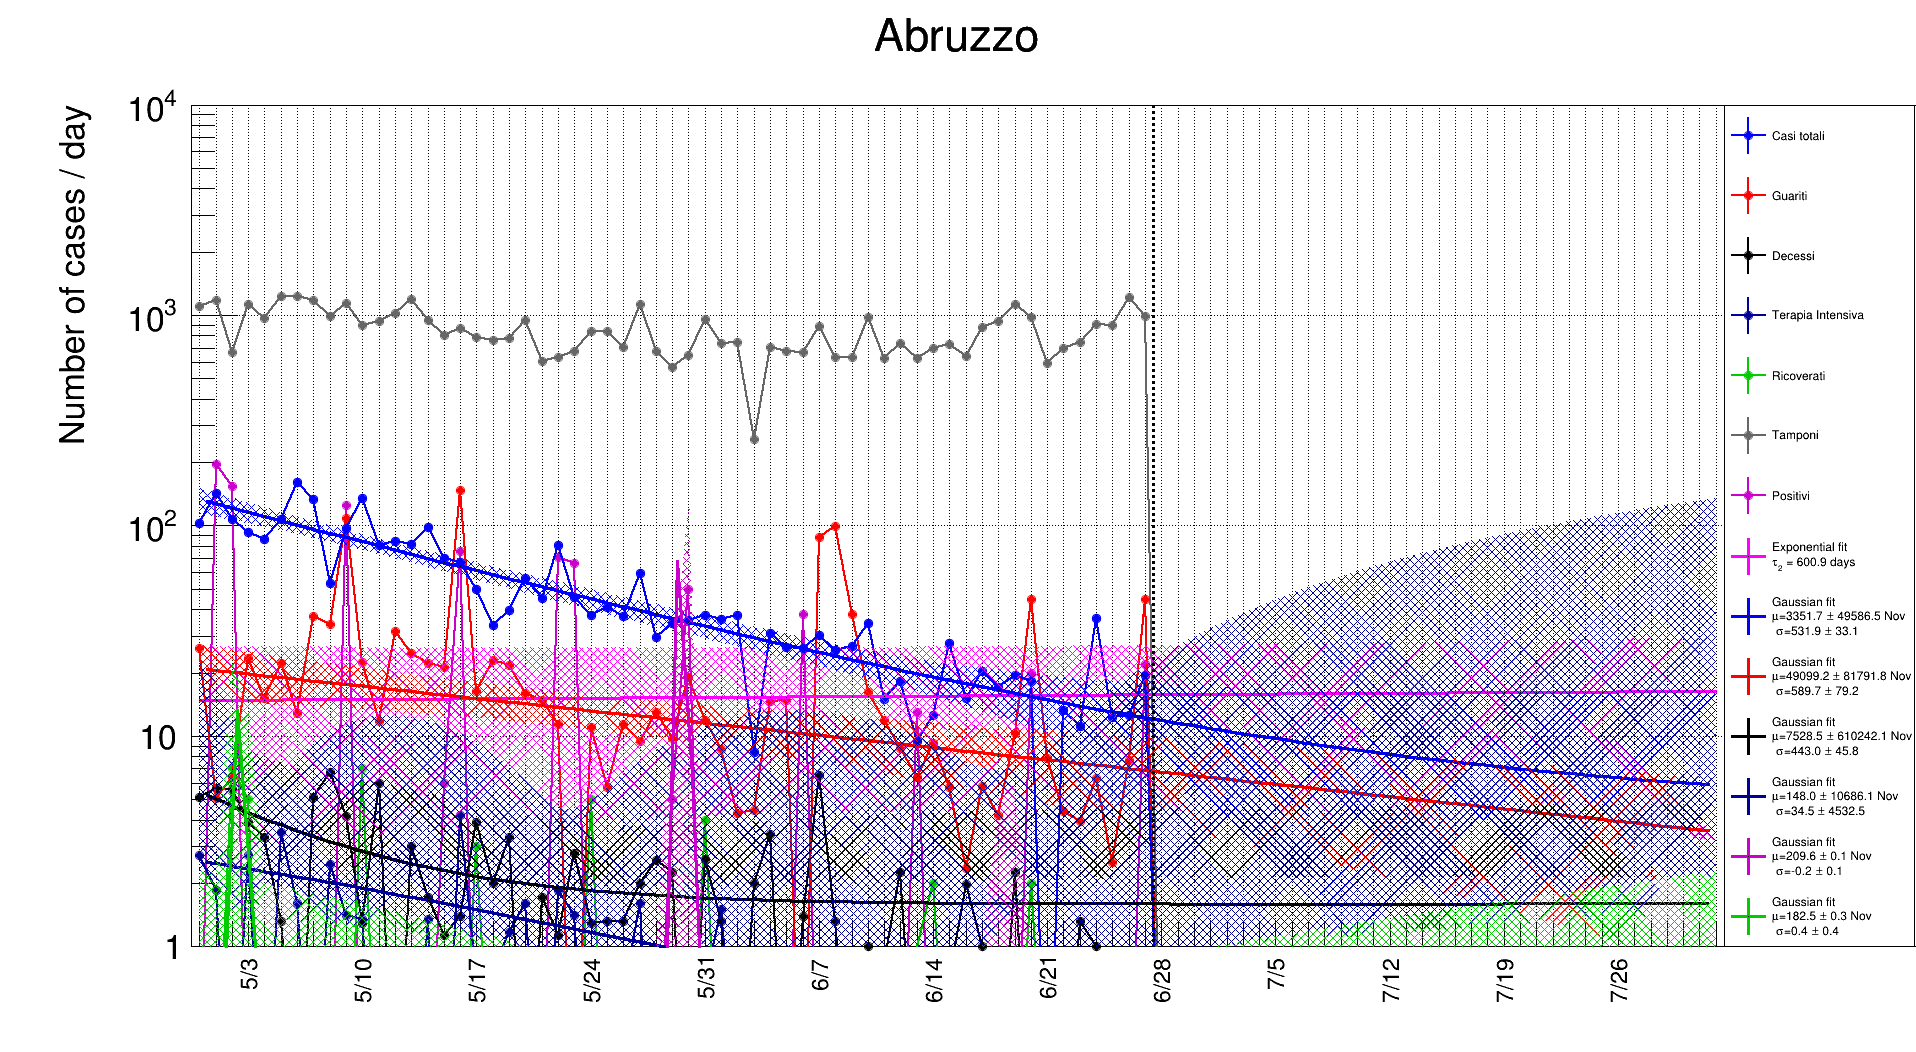 Abruzzo
Number of cases / day
10^4
10^3
10^2
10
1
5/3
5/10
5/17
5/24
5/31
6/7
6/14
6/21
6/28
7/5
7/12
7/19
7/26
Casi totali
Guariti
Decessi
Terapia Intensiva
Ricoverati
Tamponi
Positivi
Exponential fit
τ₂ = 600.9 days
Gaussian fit
μ=3351.7 ± 49586.5 Nov
σ=531.9 ± 33.1
Gaussian fit
μ=49099.2 ± 81791.8 Nov
σ=589.7 ± 79.2
Gaussian fit
μ=7528.5 ± 610242.1 Nov
σ=443.0 ± 45.8
Gaussian fit
μ=148.0 ± 10686.1 Nov
σ=34.5 ± 4532.5
Gaussian fit
μ=209.6 ± 0.1 Nov
σ=-0.2 ± 0.1
Gaussian fit
μ=182.5 ± 0.3 Nov
σ=0.4 ± 0.4